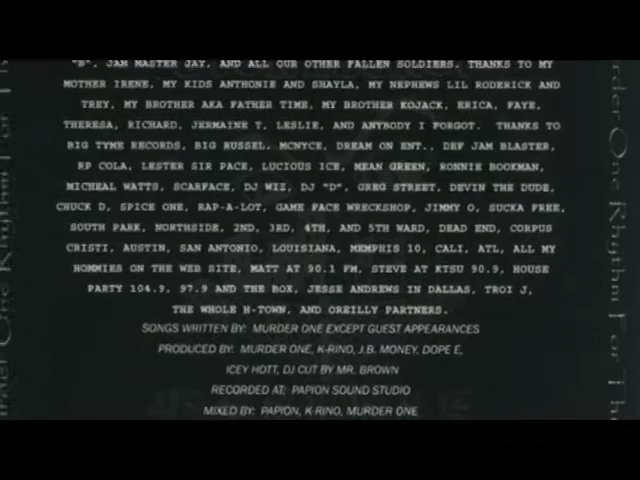 "B", JAM MASTER JAY, AND ALL OUR OTHER FALLEN SOLDIERS. THANKS TO MY
MOTHER IRENE, MY KIDS ANTHONIE AND SHAYLA, MY NEPHEWS LIL RODERICK AND
TREY, MY BROTHER AKA FATHER TIME, MY BROTHER KOJACK, ERICA, FAYE,
THERESA, RICHARD, JERMAINE T, LESLIE, AND ANYBODY I FORGOT. THANKS TO
BIG TYME RECORDS, BIG RUSSEL, MCNYCE, DREAM ON ENT., DEF JAM BLASTER,
RP COLA, LESTER SIR PACE, LUCIOUS ICE, MEAN GREEN, RONNIE BOOKMAN,
MICHEAL WATTS, SCARFACE, DJ WIZ, DJ "D", GREG STREET, DEVIN THE DUDE,
CHUCK D, SPICE ONE, RAP-A-LOT, GAME FACE WRECKSHOP, JIMMY O, SUCKA FREE,
SOUTH PARK, NORTHSIDE, 2ND, 3RD, 4TH, AND 5TH WARD, DEAD END, CORPUS
CRISTI, AUSTIN, SAN ANTONIO, LOUISIANA, MEMPHIS 10, CALI, ATL, ALL MY
HOMMIES ON THE WEB SITE, MATT AT 90.1 FM, STEVE AT KTSU 90.9, HOUSE
PARTY 104.9, 97.9 AND THE BOX, JESSE ANDREWS IN DALLAS, TROI J,
THE WHOLE H-TOWN, AND OREILLY PARTNERS.
SONGS WRITTEN BY: MURDER ONE EXCEPT GUEST APPEARANCES
PRODUCED BY: MURDER ONE, K-RINO, J.B. MONEY, DOPE E,
ICEY HOTT, DJ CUT BY MR. BROWN
RECORDED AT: PAPION SOUND STUDIO
MIXED BY: PAPION, K-RINO, MURDER ONE
One Rhythm For
One Rhythm For